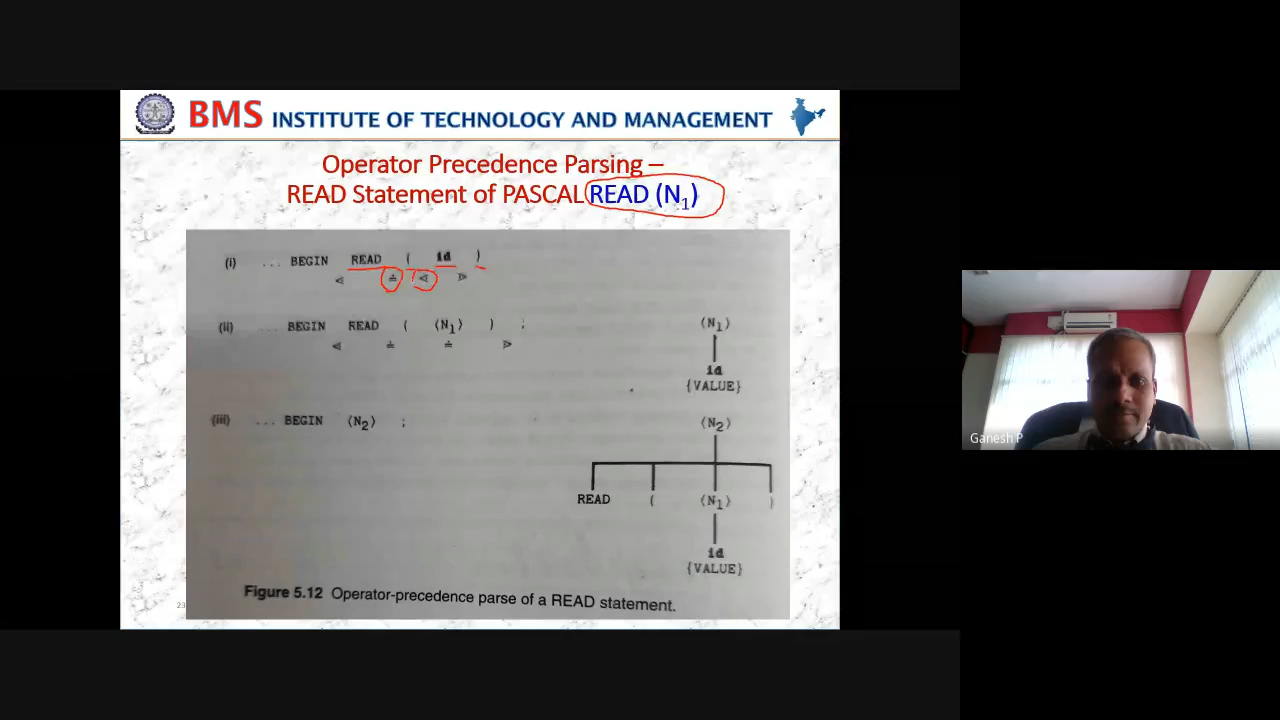 BMS INSTITUTE OF TECHNOLOGY AND MANAGEMENT
Operator Precedence Parsing –
READ Statement of PASCAL READ (N₁)
(i) ... BEGIN READ ( id )
⋖ ≐ ⋖ ⋗
(ii) ... BEGIN READ ( ⟨N₁⟩ ) ;
⋖ ≐ ≐ ⋗
⟨N₁⟩
id
{VALUE}
(iii) ... BEGIN ⟨N₂⟩ ;
⟨N₂⟩
READ ( ⟨N₁⟩ )
id
{VALUE}
Figure 5.12 Operator-precedence parse of a READ statement.
23
Ganesh P